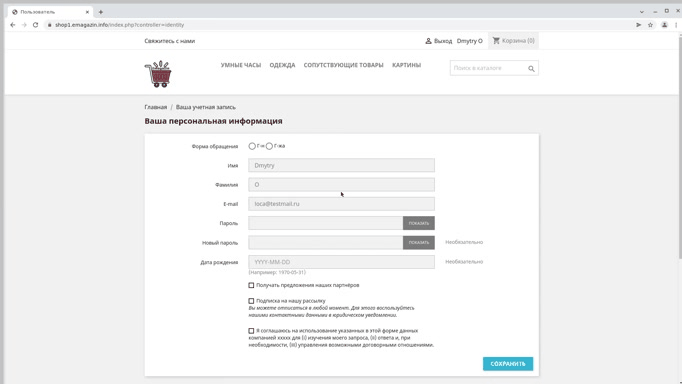 Пользователь
shop1.emagazin.info/index.php?controller=identity
Свяжитесь с нами
Выход Dmytry O Корзина (0)
УМНЫЕ ЧАСЫ ОДЕЖДА СОПУТСТВУЮЩИЕ ТОВАРЫ КАРТИНЫ
Поиск в каталоге
Главная / Ваша учетная запись
Ваша персональная информация
Форма обращения Г-н Г-жа
Имя Dmytry
Фамилия O
E-mail loca@testmail.ru
Пароль ПОКАЗАТЬ
Новый пароль ПОКАЗАТЬ Необязательно
Дата рождения YYYY-MM-DD Необязательно
(Например: 1970-05-31)
Получать предложения наших партнёров
Подписка на нашу рассылку
Вы можете отписаться в любой момент. Для этого воспользуйтесь
нашими контактными данными в юридическом уведомлении.
Я соглашаюсь на использование указанных в этой форме данных
компанией xxxxx для (i) изучения моего запроса, (ii) ответа и, при
необходимости, (iii) управления возможными договорными отношениями.
СОХРАНИТЬ